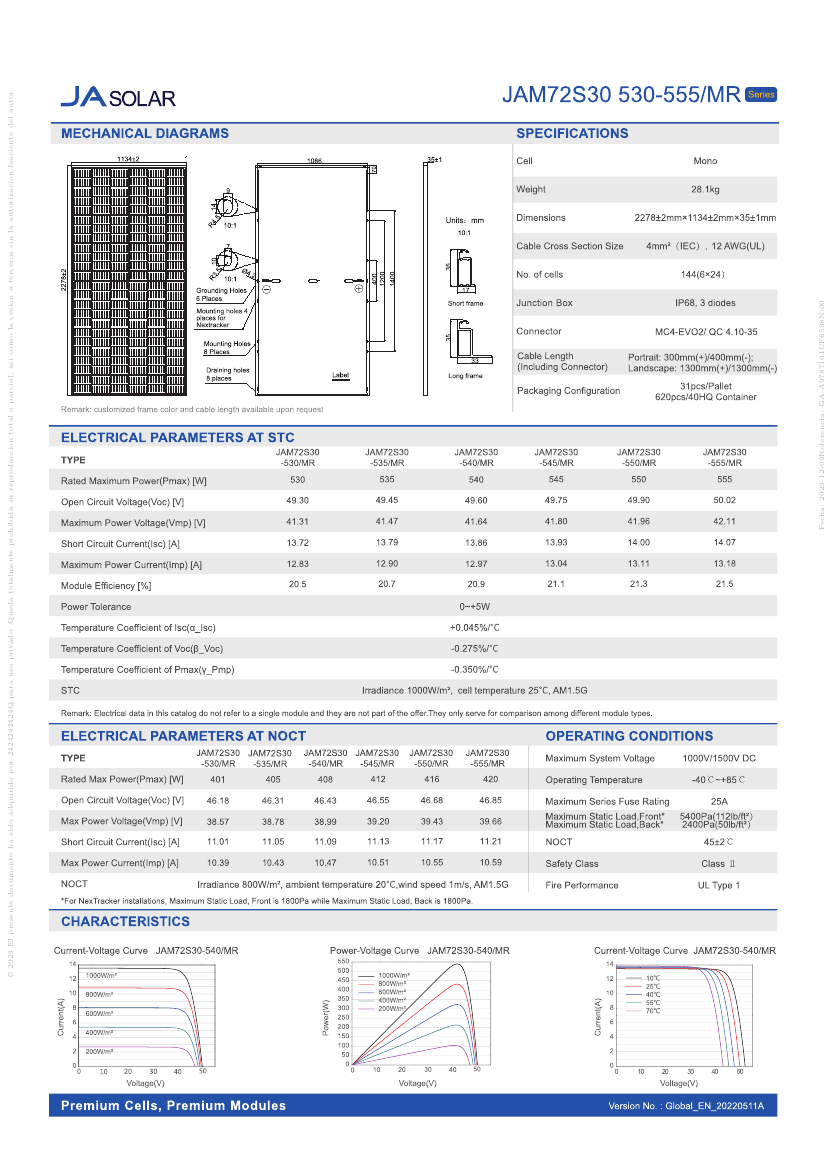 JA SOLAR
JAM72S30 530-555/MR Series
MECHANICAL DIAGRAMS
1134±2
2278±2
1086
35±1
9
14
10:1
7
10
10:1
Grounding Holes
6 Places
Mounting holes 4
places for
Nextracker
Mounting Holes
8 Places
Draining holes
8 places
400
1200
1400
Label
Units：mm
10:1
35
17
Short frame
35
33
Long frame
Remark: customized frame color and cable length available upon request
SPECIFICATIONS
Cell Mono
Weight 28.1kg
Dimensions 2278±2mm×1134±2mm×35±1mm
Cable Cross Section Size 4mm²（IEC）, 12 AWG(UL)
No. of cells 144(6×24）
Junction Box IP68, 3 diodes
Connector MC4-EVO2/ QC 4.10-35
Cable Length
(Including Connector)
Portrait: 300mm(+)/400mm(-);
Landscape: 1300mm(+)/1300mm(-)
Packaging Configuration
31pcs/Pallet
620pcs/40HQ Container
ELECTRICAL PARAMETERS AT STC
TYPE JAM72S30 -530/MR JAM72S30 -535/MR JAM72S30 -540/MR JAM72S30 -545/MR JAM72S30 -550/MR JAM72S30 -555/MR
Rated Maximum Power(Pmax) [W] 530 535 540 545 550 555
Open Circuit Voltage(Voc) [V] 49.30 49.45 49.60 49.75 49.90 50.02
Maximum Power Voltage(Vmp) [V] 41.31 41.47 41.64 41.80 41.96 42.11
Short Circuit Current(Isc) [A] 13.72 13.79 13.86 13.93 14.00 14.07
Maximum Power Current(Imp) [A] 12.83 12.90 12.97 13.04 13.11 13.18
Module Efficiency [%] 20.5 20.7 20.9 21.1 21.3 21.5
Power Tolerance 0~+5W
Temperature Coefficient of Isc(α_Isc) +0.045%/°C
Temperature Coefficient of Voc(β_Voc) -0.275%/°C
Temperature Coefficient of Pmax(γ_Pmp) -0.350%/°C
STC Irradiance 1000W/m², cell temperature 25°C, AM1.5G
Remark: Electrical data in this catalog do not refer to a single module and they are not part of the offer.They only serve for comparison among different module types.
ELECTRICAL PARAMETERS AT NOCT
TYPE JAM72S30 -530/MR JAM72S30 -535/MR JAM72S30 -540/MR JAM72S30 -545/MR JAM72S30 -550/MR JAM72S30 -555/MR
Rated Max Power(Pmax) [W] 401 405 408 412 416 420
Open Circuit Voltage(Voc) [V] 46.18 46.31 46.43 46.55 46.68 46.85
Max Power Voltage(Vmp) [V] 38.57 38.78 38.99 39.20 39.43 39.66
Short Circuit Current(Isc) [A] 11.01 11.05 11.09 11.13 11.17 11.21
Max Power Current(Imp) [A] 10.39 10.43 10.47 10.51 10.55 10.59
NOCT Irradiance 800W/m², ambient temperature 20°C,wind speed 1m/s, AM1.5G
*For NexTracker installations, Maximum Static Load, Front is 1800Pa while Maximum Static Load, Back is 1800Pa.
OPERATING CONDITIONS
Maximum System Voltage 1000V/1500V DC
Operating Temperature -40℃~+85℃
Maximum Series Fuse Rating 25A
Maximum Static Load,Front* 5400Pa(112lb/ft²)
Maximum Static Load,Back* 2400Pa(50lb/ft²)
NOCT 45±2℃
Safety Class Class Ⅱ
Fire Performance UL Type 1
CHARACTERISTICS
Current-Voltage Curve JAM72S30-540/MR
Current(A)
14
12
10
8
6
4
2
0
1000W/m²
800W/m²
600W/m²
400W/m²
200W/m²
0 10 20 30 40 50
Voltage(V)
Power-Voltage Curve JAM72S30-540/MR
Power(W)
550
500
450
400
350
300
250
200
150
100
50
0
1000W/m²
800W/m²
600W/m²
400W/m²
200W/m²
0 10 20 30 40 50
Voltage(V)
Current-Voltage Curve JAM72S30-540/MR
Current(A)
14
12
10
8
6
4
2
0
10℃
25℃
40℃
55℃
70℃
0 10 20 30 40 50
Voltage(V)
Premium Cells, Premium Modules
Version No. : Global_EN_20220511A